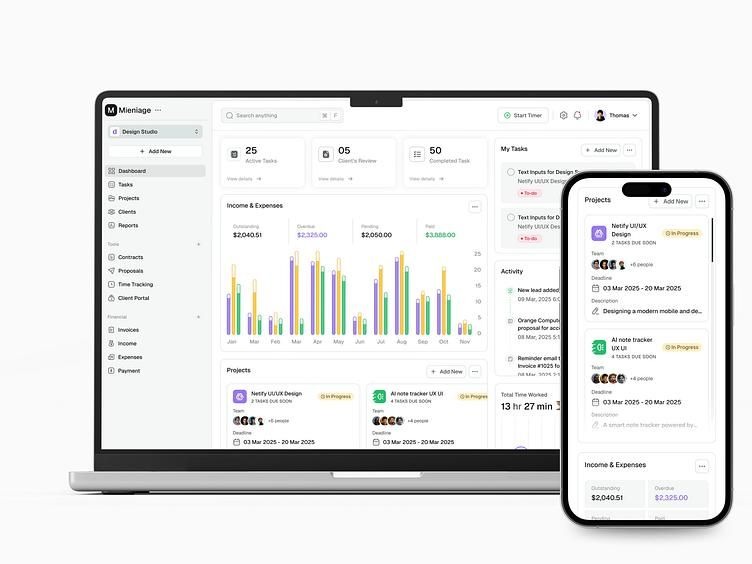 M Mieniage
d Design Studio
+ Add New
Dashboard
Tasks
Projects
Clients
Reports
Tools
Contracts
Proposals
Time Tracking
Client Portal
Financial
Invoices
Income
Expenses
Payment
Search anything
⌘ F
Start Timer
Thomas
25
Active Tasks
View details
05
Client's Review
View details
50
Completed Task
View details
Income & Expenses
Outstanding
$2,040.51
Overdue
$2,325.00
Pending
$2,050.00
Paid
$3,888.00
25
20
15
10
5
0
Jan
Mar
Feb
Mar
Apr
May
Jun
Jul
Aug
Sep
Oct
Nov
Projects
+ Add New
Netify UI/UX Design
2 TASKS DUE SOON
In Progress
Team
+6 people
Deadline
03 Mar 2025 - 20 Mar 2025
AI note tracker UX UI
4 TASKS DUE SOON
In Progress
Team
+4 people
Deadline
03 Mar 2025 - 20 Mar 2025
My Tasks
+ Add New
Text Inputs for Design
Netify UI/UX Design
To-do
Text Inputs for D
Netify UI/UX D
To-do
Activity
New lead added
09 Mar, 2025
Orange Compu
proposal for acce
08 Mar, 2025
Reminder email
Invoice #1025 fo
08 Mar, 2025
Total Time Worked
13 hr 27 min
Projects
+ Add New
Netify UI/UX
Design
2 TASKS DUE SOON
In Progress
Team
+6 people
Deadline
03 Mar 2025 - 20 Mar 2025
Description
Designing a modern mobile and de...
AI note tracker
UX UI
4 TASKS DUE SOON
In Progress
Team
+4 people
Deadline
03 Mar 2025 - 20 Mar 2025
Description
A smart note tracker powered by...
Income & Expenses
Outstanding
$2,040.51
Overdue
$2,325.00
Pending
Paid